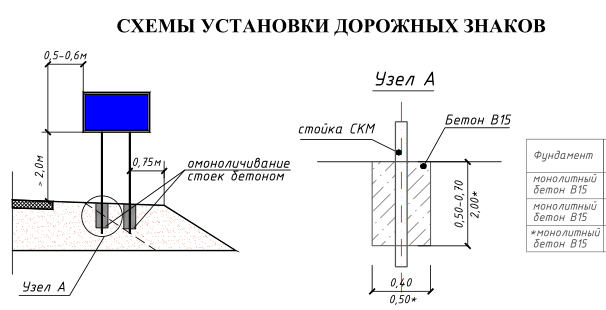 СХЕМЫ УСТАНОВКИ ДОРОЖНЫХ ЗНАКОВ
0,5-0,6м
Узел А
стойка СКМ
Бетон В15
> 2,0м
0,75м
омоноличивание
стоек бетоном
0,50-0,70
2,00*
Фундамент
монолитный
бетон В15
монолитный
бетон В15
*монолитный
бетон В15
Узел А
0,40
0,50*